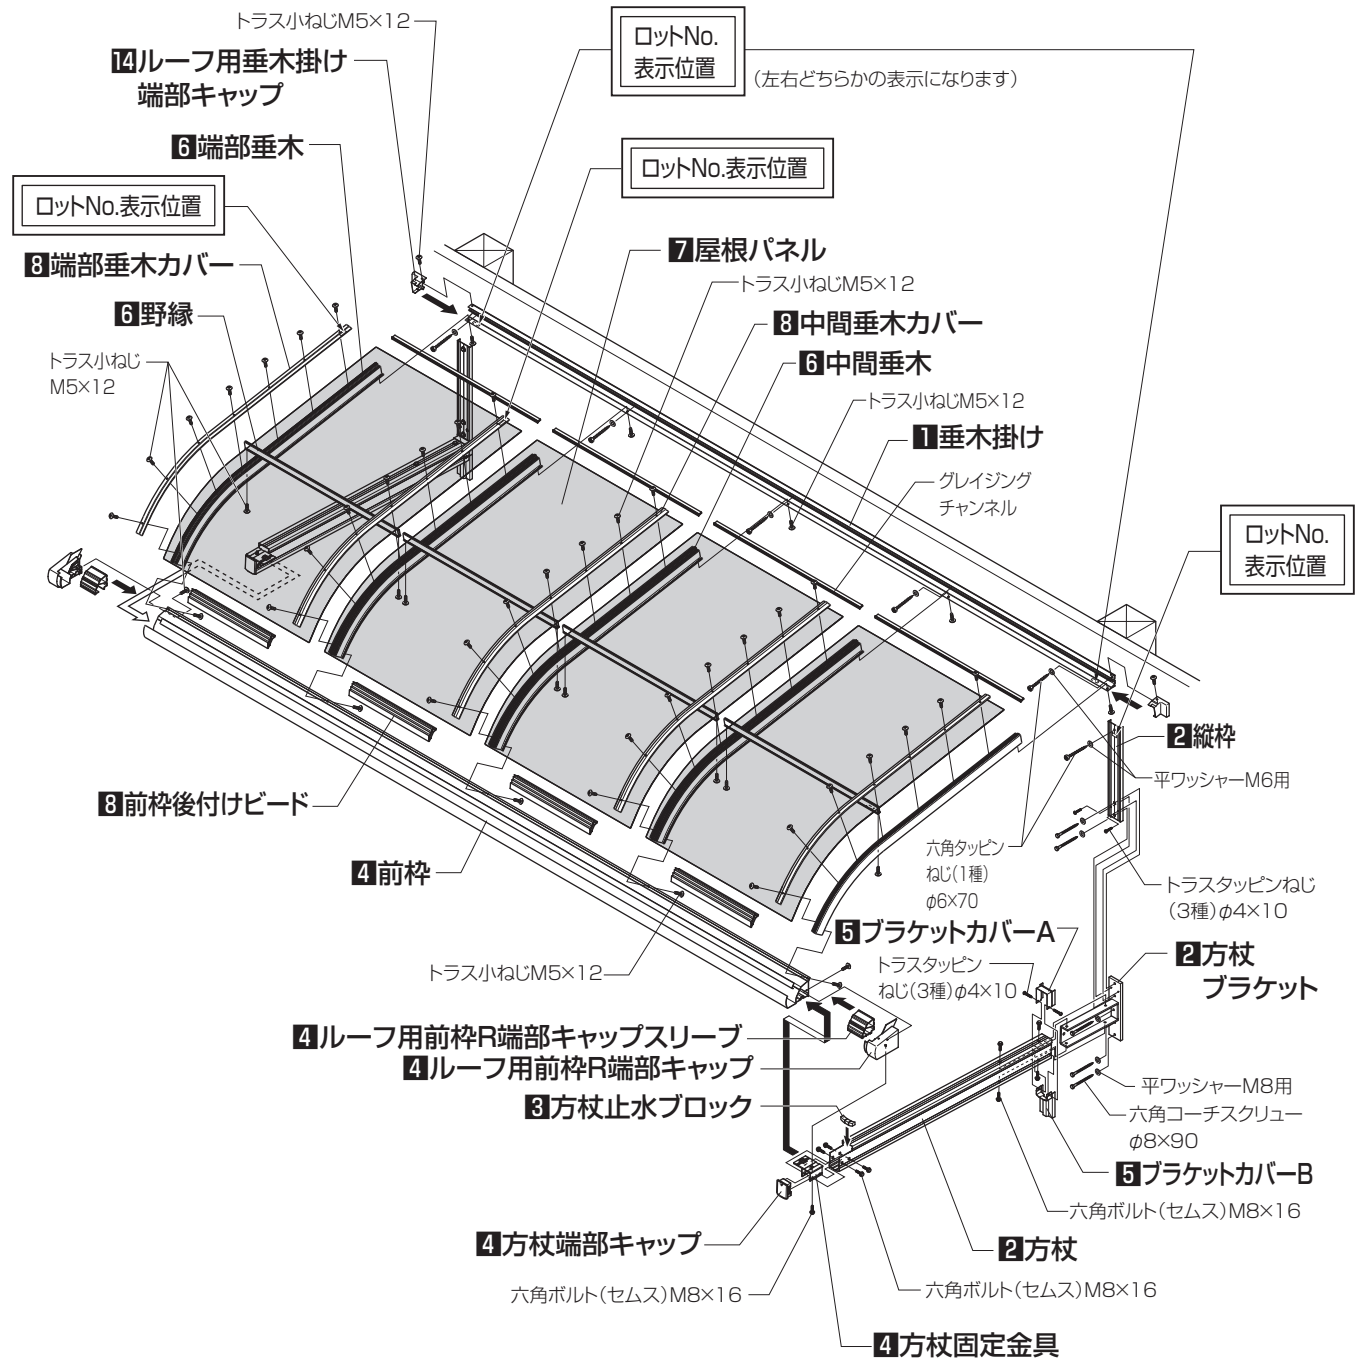 トラス小ねじM5×12
ロットNo.
表示位置
(左右どちらかの表示になります)
14ルーフ用垂木掛け
端部キャップ
6端部垂木
ロットNo.表示位置
ロットNo.表示位置
8端部垂木カバー
7屋根パネル
トラス小ねじM5×12
6野縁
8中間垂木カバー
トラス小ねじ
M5×12
6中間垂木
トラス小ねじM5×12
1垂木掛け
グレイジング
チャンネル
ロットNo.
表示位置
2縦枠
平ワッシャーM6用
8前枠後付けビード
六角タッピン
ねじ(1種)
φ6×70
4前枠
トラスタッピンねじ
(3種)φ4×10
5ブラケットカバーA
トラス小ねじM5×12
トラスタッピン
ねじ(3種)φ4×10
2方杖
ブラケット
4ルーフ用前枠R端部キャップスリーブ
4ルーフ用前枠R端部キャップ
3方杖止水ブロック
平ワッシャーM8用
六角コーチスクリュー
φ8×90
5ブラケットカバーB
六角ボルト(セムス)M8×16
4方杖端部キャップ
2方杖
六角ボルト(セムス)M8×16
六角ボルト(セムス)M8×16
4方杖固定金具